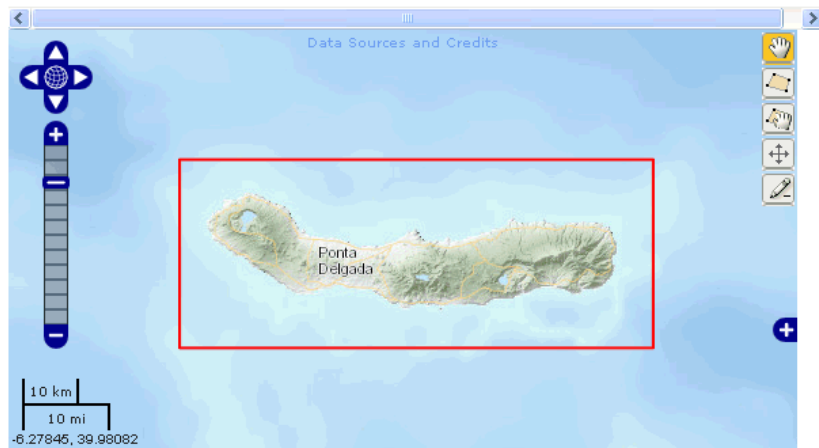 Data Sources and Credits
Ponta
Delgada
10 km
10 mi
-6.27845, 39.98082